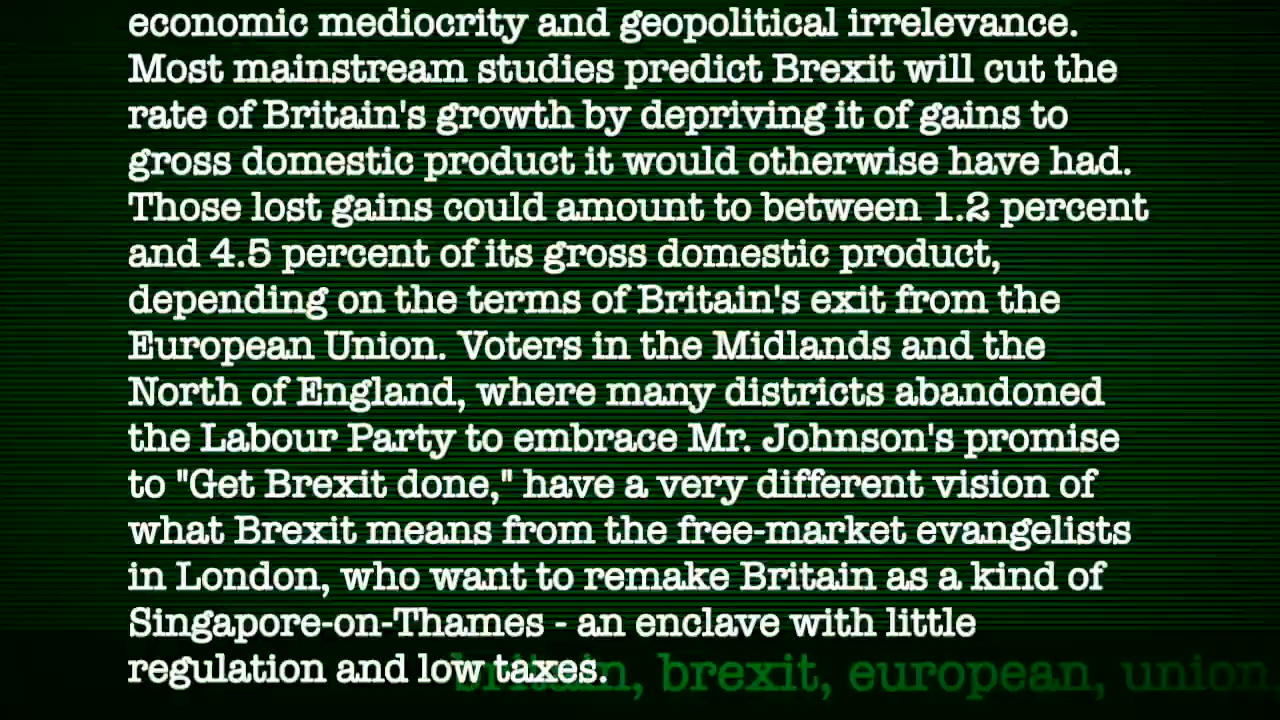 economic mediocrity and geopolitical irrelevance.
Most mainstream studies predict Brexit will cut the
rate of Britain's growth by depriving it of gains to
gross domestic product it would otherwise have had.
Those lost gains could amount to between 1.2 percent
and 4.5 percent of its gross domestic product,
depending on the terms of Britain's exit from the
European Union. Voters in the Midlands and the
North of England, where many districts abandoned
the Labour Party to embrace Mr. Johnson's promise
to "Get Brexit done," have a very different vision of
what Brexit means from the free-market evangelists
in London, who want to remake Britain as a kind of
Singapore-on-Thames - an enclave with little
regulation and low taxes.
britain, brexit, european, union,